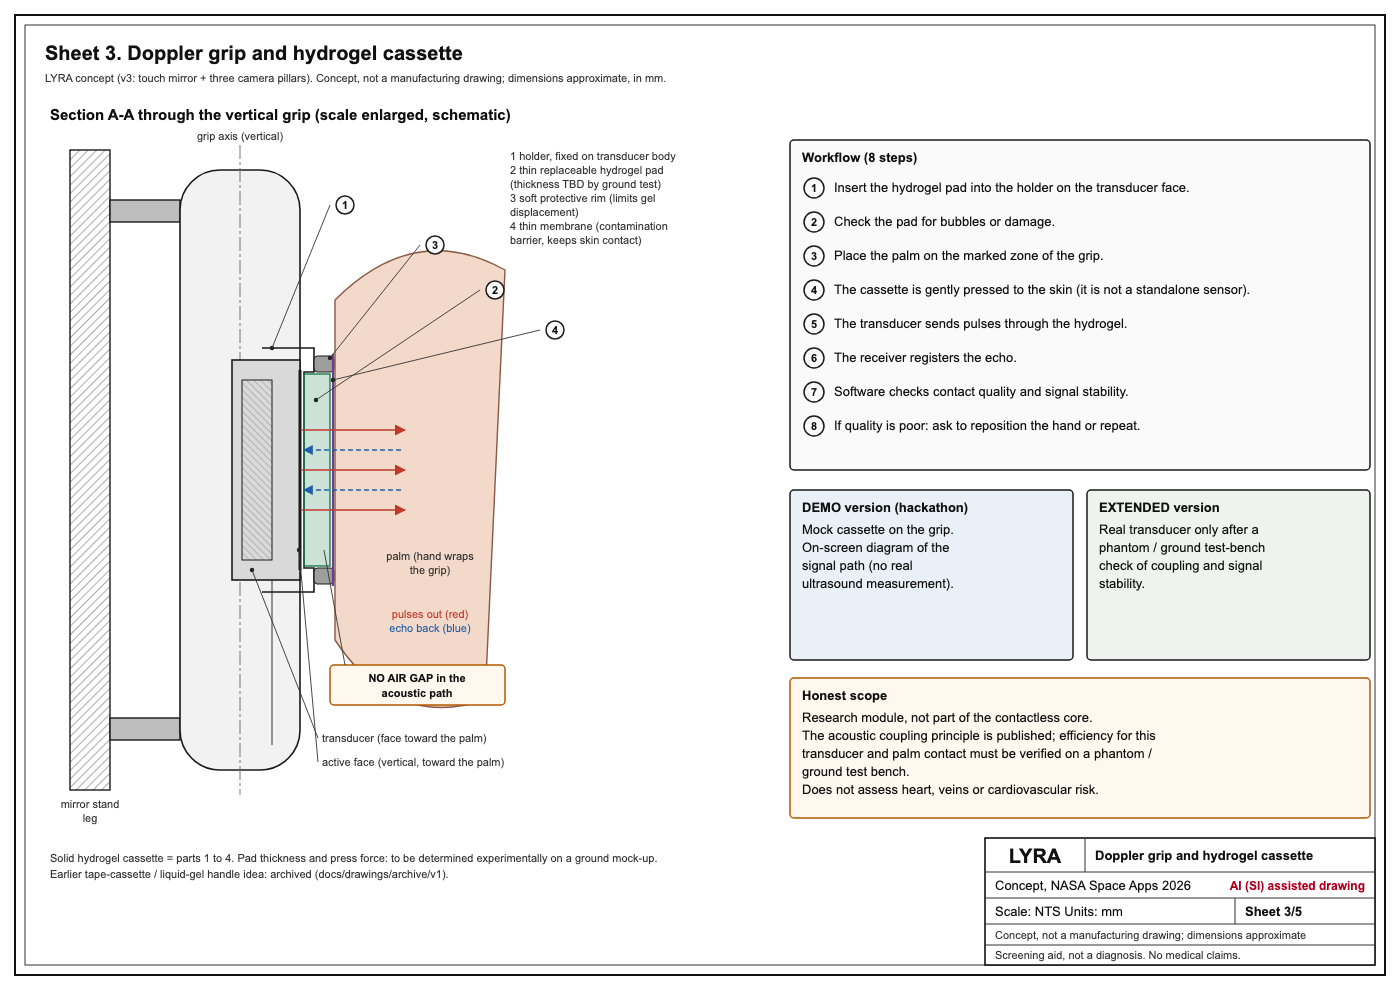 Sheet 3. Doppler grip and hydrogel cassette
LYRA concept (v3: touch mirror + three camera pillars). Concept, not a manufacturing drawing; dimensions approximate, in mm.
Section A-A through the vertical grip (scale enlarged, schematic)
grip axis (vertical)
1 holder, fixed on transducer body
2 thin replaceable hydrogel pad
(thickness TBD by ground test)
3 soft protective rim (limits gel
displacement)
4 thin membrane (contamination
barrier, keeps skin contact)
1
3
2
4
palm (hand wraps
the grip)
pulses out (red)
echo back (blue)
NO AIR GAP in the
acoustic path
transducer (face toward the palm)
active face (vertical, toward the palm)
mirror stand
leg
Solid hydrogel cassette = parts 1 to 4. Pad thickness and press force: to be determined experimentally on a ground mock-up.
Earlier tape-cassette / liquid-gel handle idea: archived (docs/drawings/archive/v1).
Workflow (8 steps)
1 Insert the hydrogel pad into the holder on the transducer face.
2 Check the pad for bubbles or damage.
3 Place the palm on the marked zone of the grip.
4 The cassette is gently pressed to the skin (it is not a standalone sensor).
5 The transducer sends pulses through the hydrogel.
6 The receiver registers the echo.
7 Software checks contact quality and signal stability.
8 If quality is poor: ask to reposition the hand or repeat.
DEMO version (hackathon)
Mock cassette on the grip.
On-screen diagram of the
signal path (no real
ultrasound measurement).
EXTENDED version
Real transducer only after a
phantom / ground test-bench
check of coupling and signal
stability.
Honest scope
Research module, not part of the contactless core.
The acoustic coupling principle is published; efficiency for this
transducer and palm contact must be verified on a phantom /
ground test bench.
Does not assess heart, veins or cardiovascular risk.
LYRA
Doppler grip and hydrogel cassette
Concept, NASA Space Apps 2026
AI (SI) assisted drawing
Scale: NTS Units: mm
Sheet 3/5
Concept, not a manufacturing drawing; dimensions approximate
Screening aid, not a diagnosis. No medical claims.